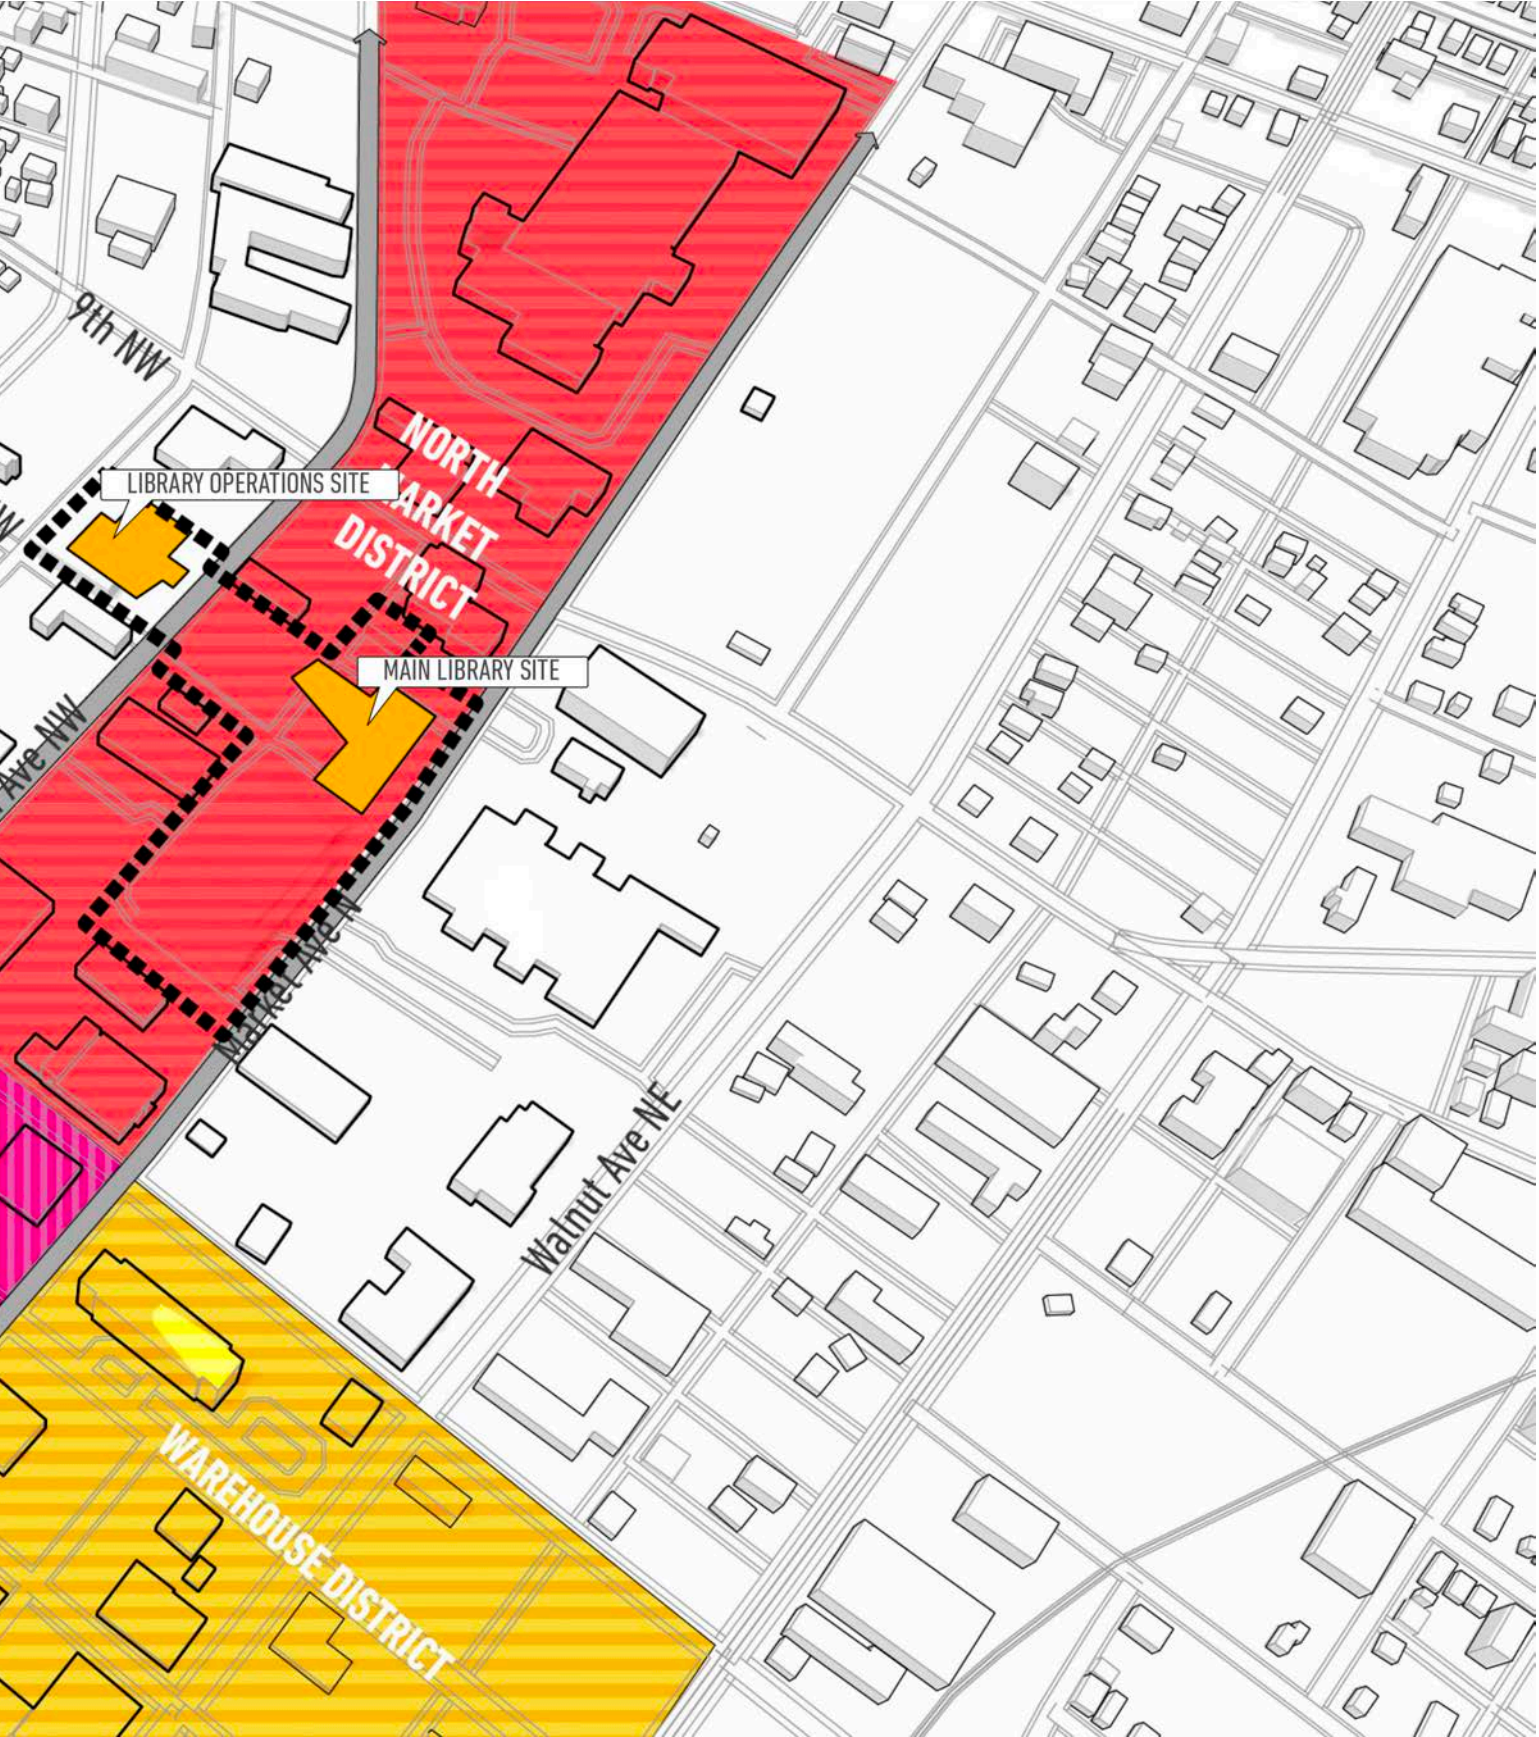 9th NW
LIBRARY OPERATIONS SITE
NORTH
MARKET
DISTRICT
MAIN LIBRARY SITE
Ave NW
Market Ave N
Walnut Ave NE
WAREHOUSE DISTRICT